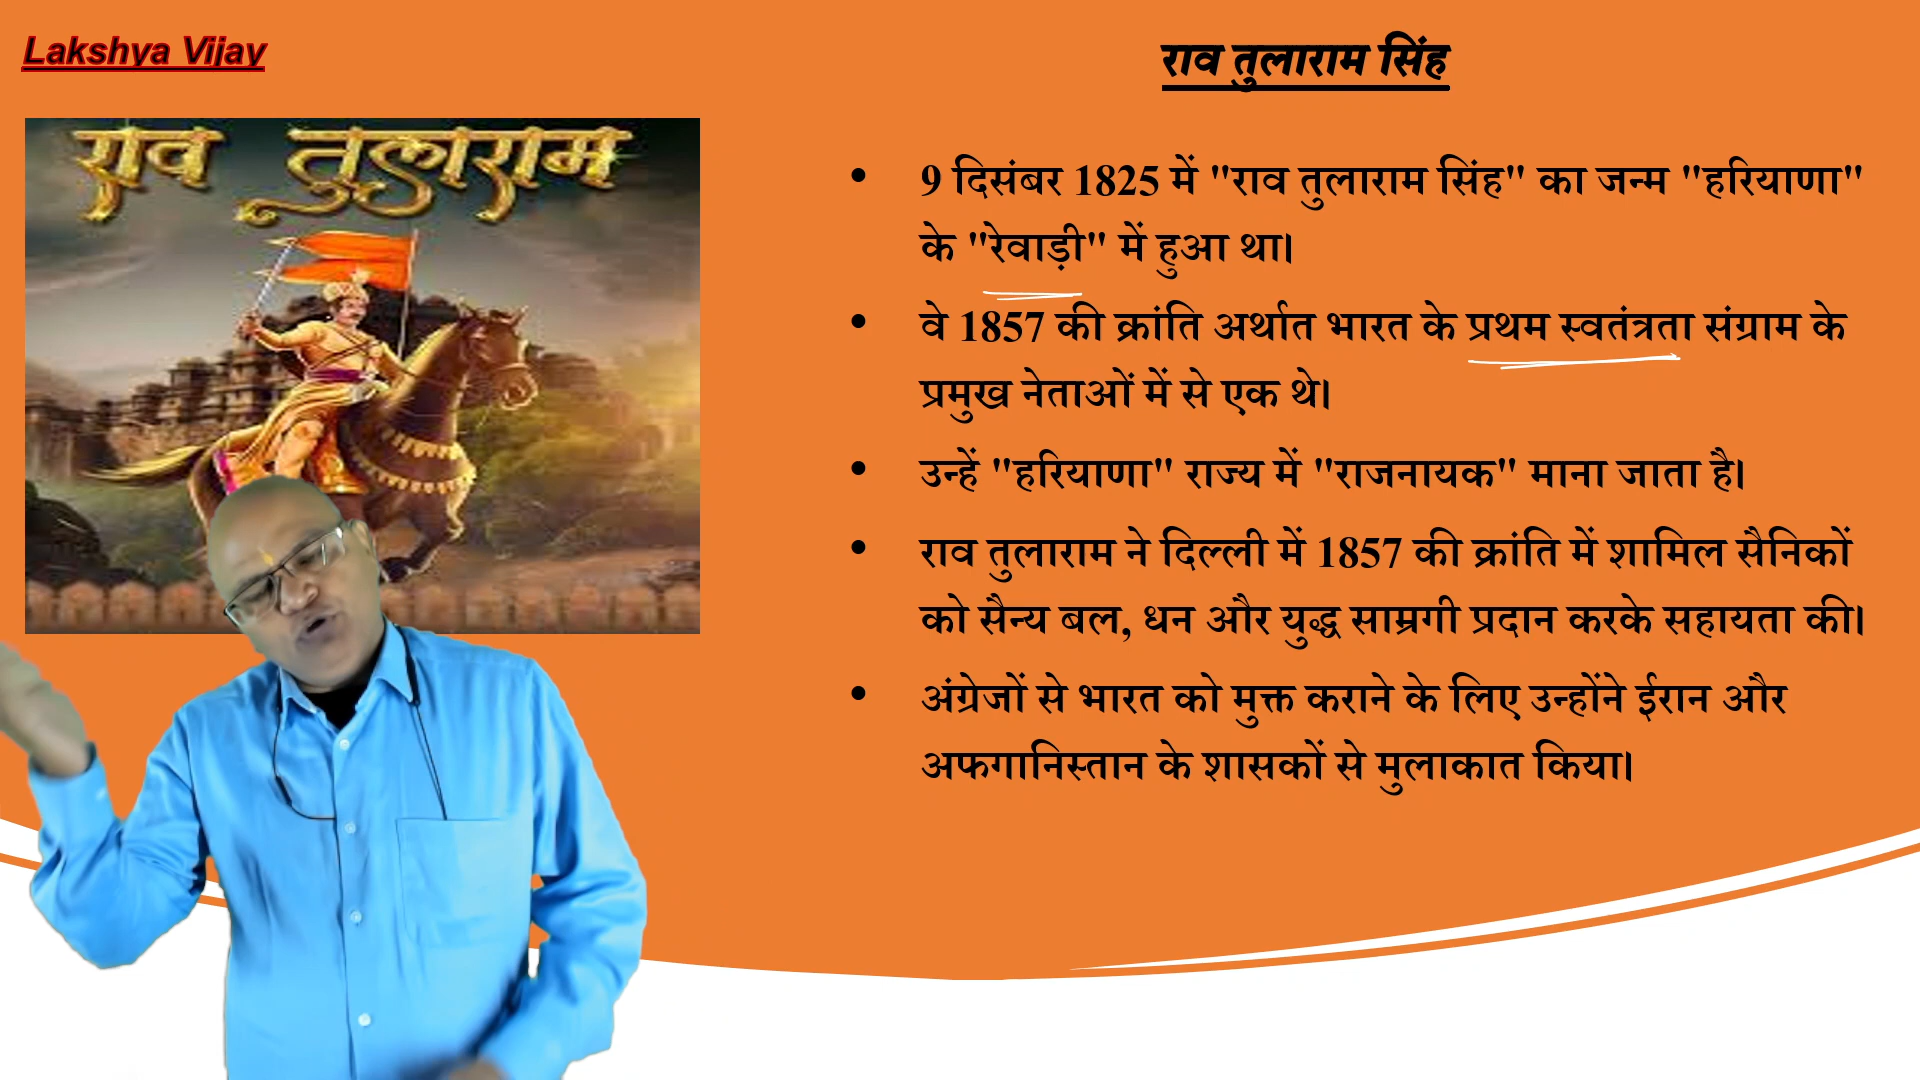 Lakshya Vijay
राव तुलाराम सिंह
राव तुलाराम
• 9 दिसंबर 1825 में "राव तुलाराम सिंह" का जन्म "हरियाणा"
के "रेवाड़ी" में हुआ था।
• वे 1857 की क्रांति अर्थात भारत के प्रथम स्वतंत्रता संग्राम के
प्रमुख नेताओं में से एक थे।
• उन्हें "हरियाणा" राज्य में "राजनायक" माना जाता है।
• राव तुलाराम ने दिल्ली में 1857 की क्रांति में शामिल सैनिकों
को सैन्य बल, धन और युद्ध साम्रगी प्रदान करके सहायता की।
• अंग्रेजों से भारत को मुक्त कराने के लिए उन्होंने ईरान और
अफगानिस्तान के शासकों से मुलाकात किया।